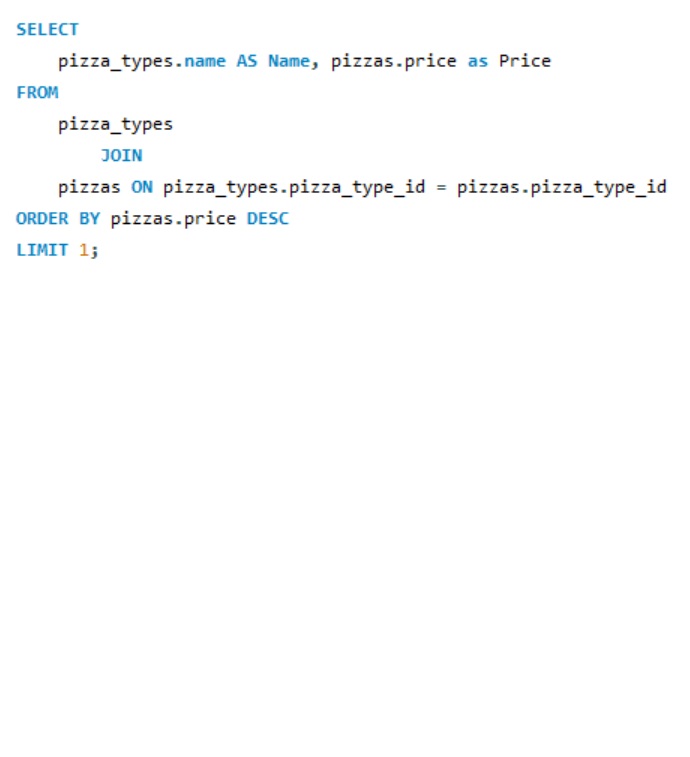 SELECT
    pizza_types.name AS Name, pizzas.price as Price
FROM
    pizza_types
        JOIN
    pizzas ON pizza_types.pizza_type_id = pizzas.pizza_type_id
ORDER BY pizzas.price DESC
LIMIT 1;